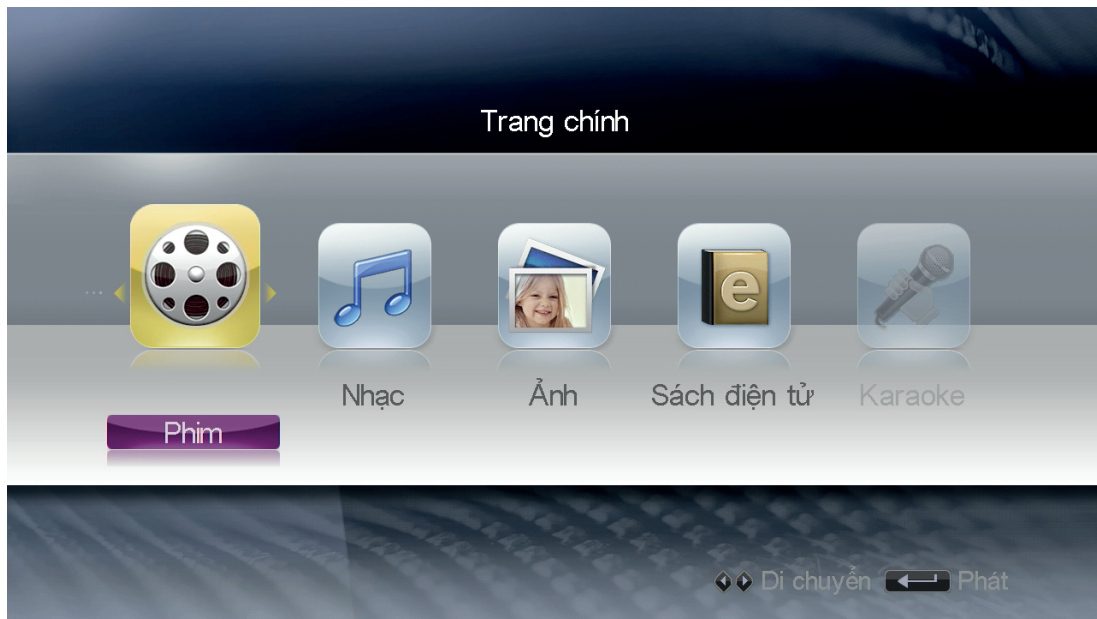 Trang chính
Nhạc
Ảnh
Sách điện tử
Karaoke
Phim
Di chuyển
Phát